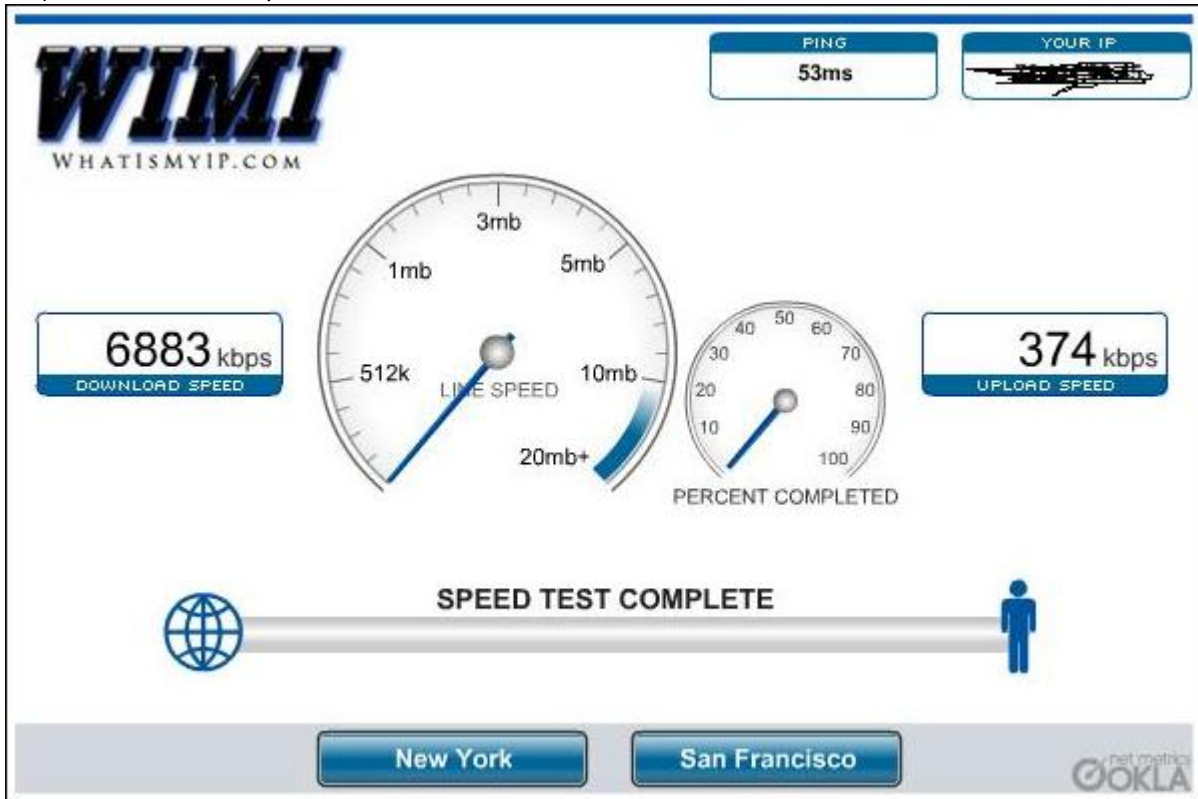 WIMI
WHATISMYIP.COM
PING
53ms
YOUR IP
3mb
1mb
5mb
512k
LINE SPEED
10mb
20mb+
6883 kbps
DOWNLOAD SPEED
50
40
60
30
70
20
80
10
90
100
PERCENT COMPLETED
374 kbps
UPLOAD SPEED
SPEED TEST COMPLETE
New York
San Francisco
net metrics
OOKLA